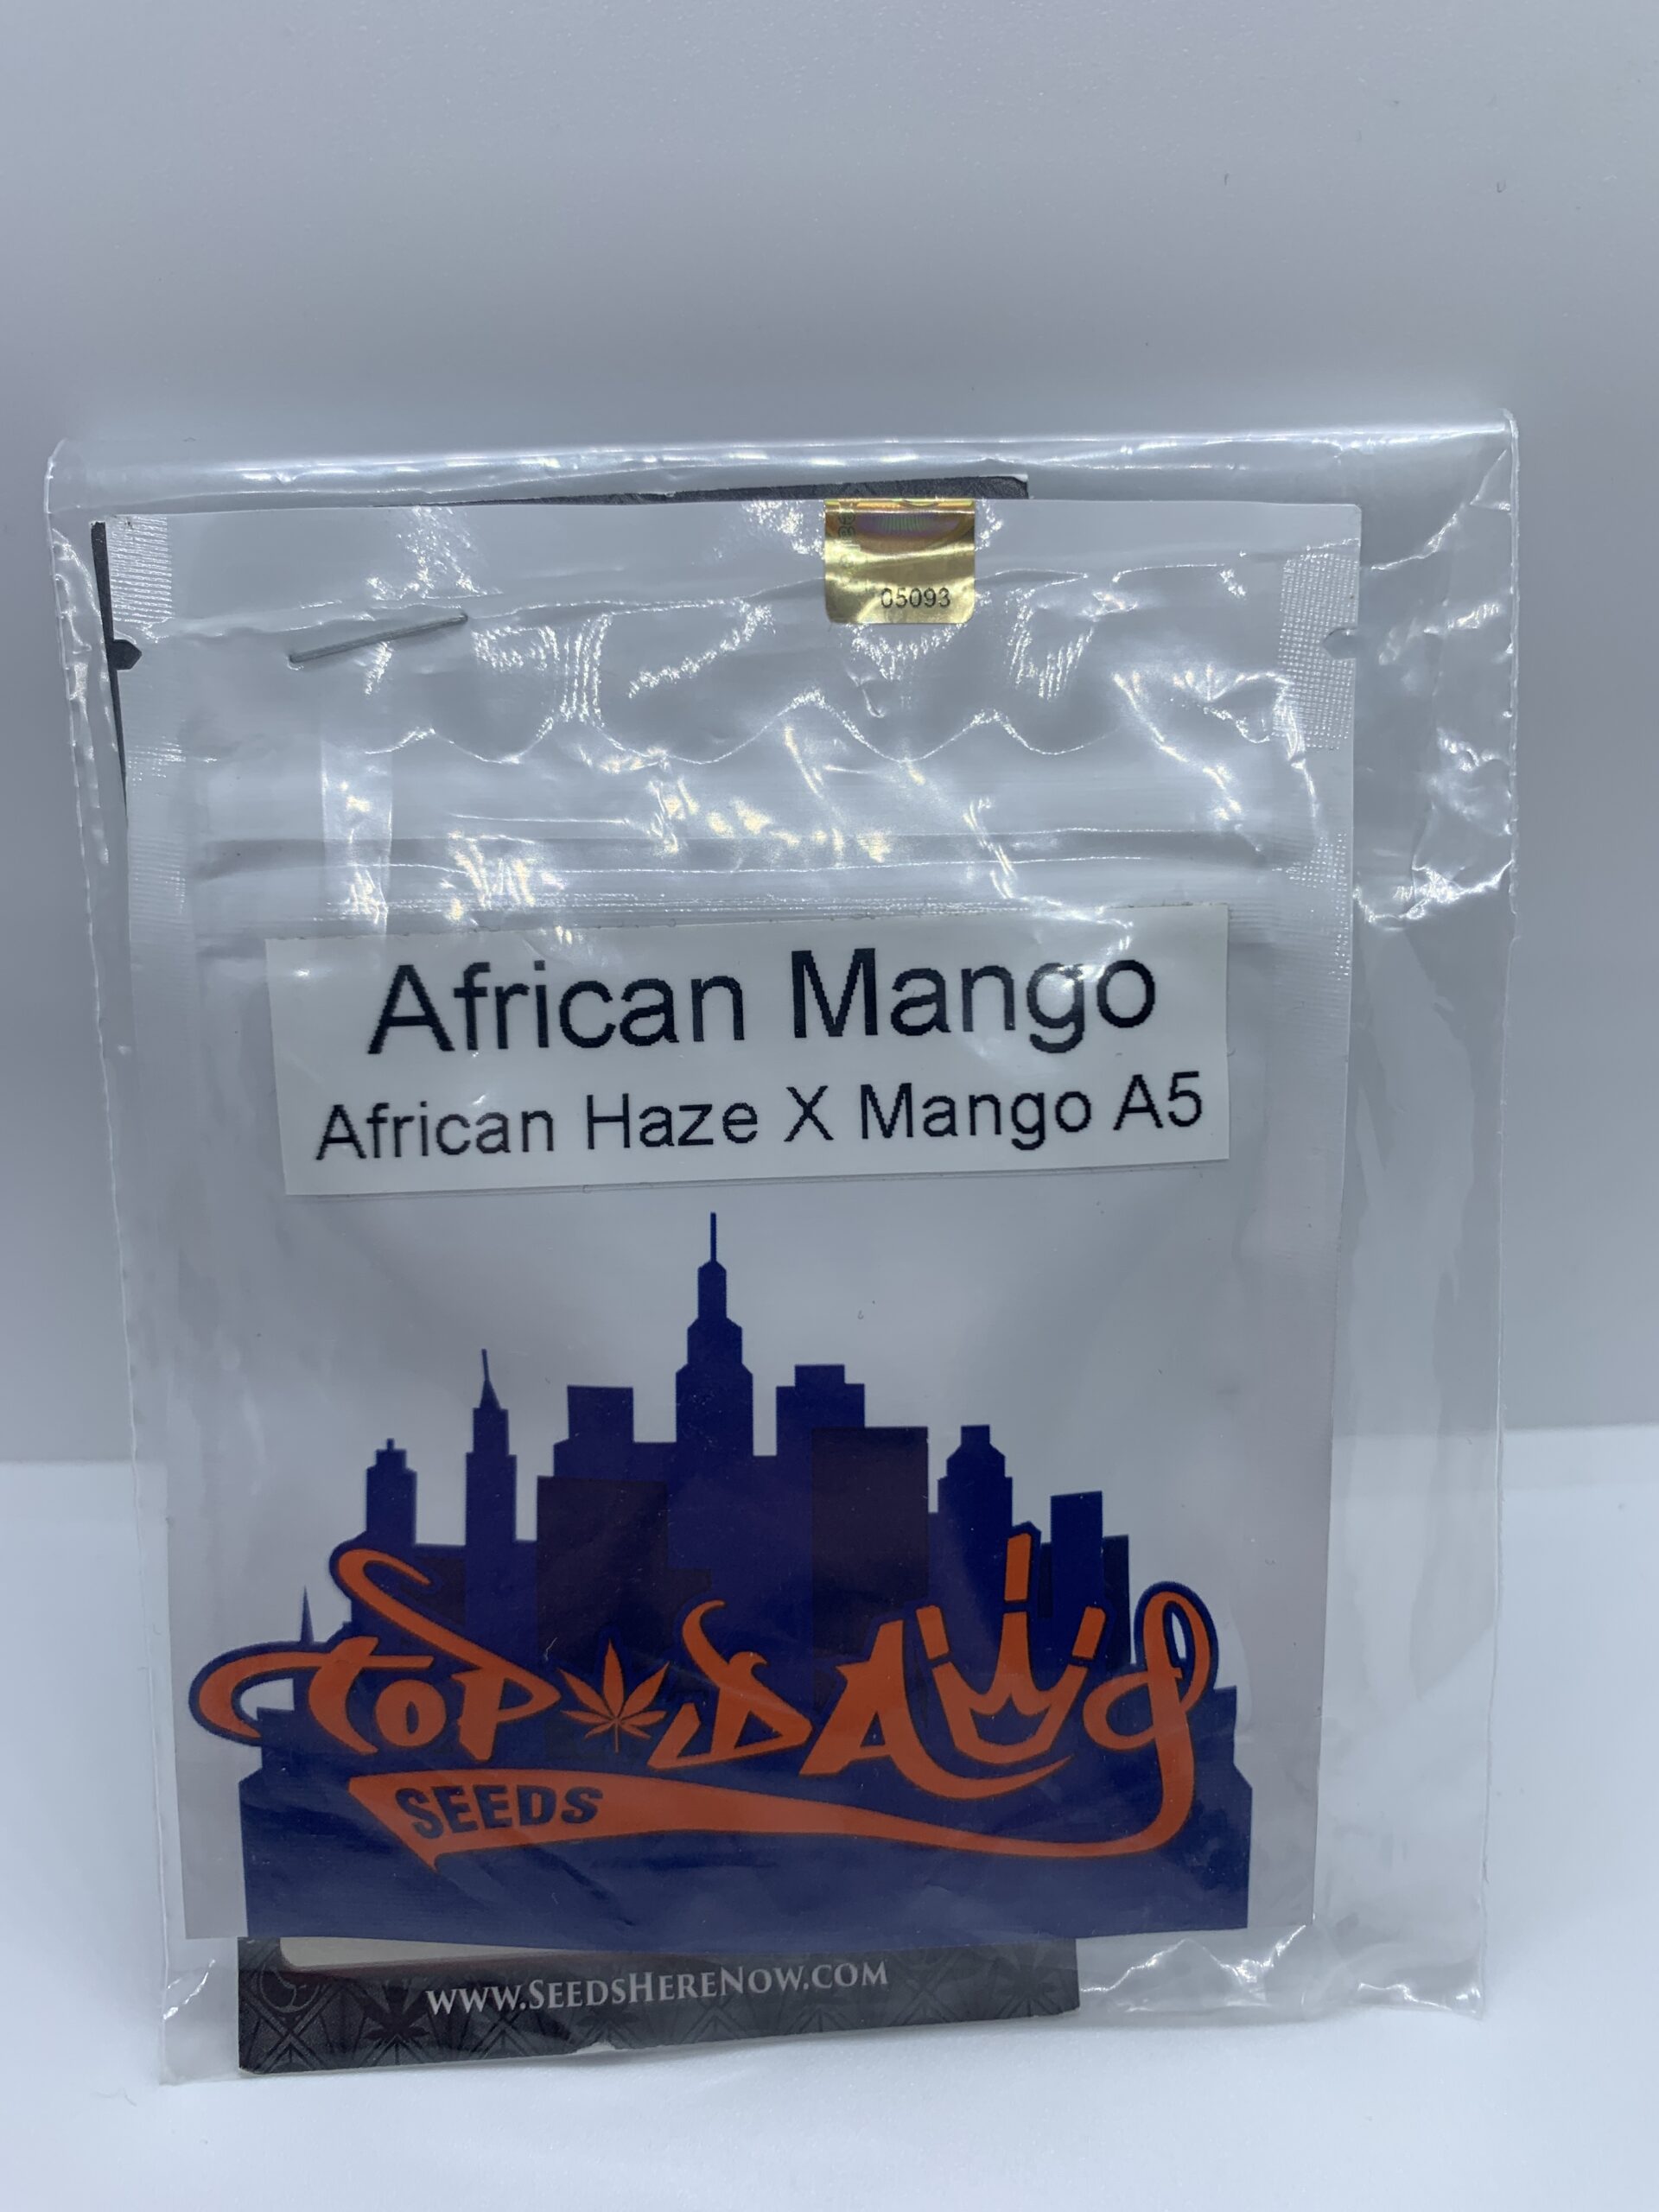 05093
African Mango
African Haze X Mango A5
TOP DAWG
SEEDS
www.SeedsHereNow.com